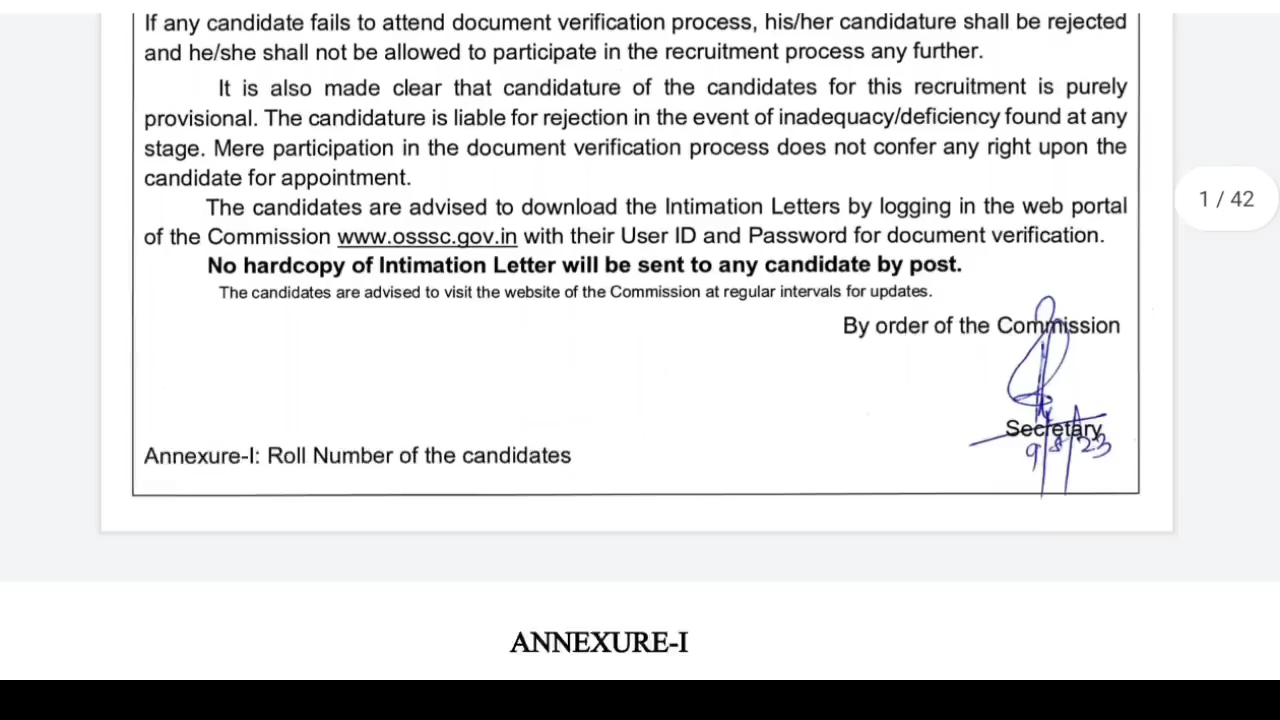 If any candidate fails to attend document verification process, his/her candidature shall be rejected
and he/she shall not be allowed to participate in the recruitment process any further.
It is also made clear that candidature of the candidates for this recruitment is purely
provisional. The candidature is liable for rejection in the event of inadequacy/deficiency found at any
stage. Mere participation in the document verification process does not confer any right upon the
candidate for appointment.
The candidates are advised to download the Intimation Letters by logging in the web portal
of the Commission www.osssc.gov.in with their User ID and Password for document verification.
No hardcopy of Intimation Letter will be sent to any candidate by post.
The candidates are advised to visit the website of the Commission at regular intervals for updates.
By order of the Commission
Secretary
9/8/23
Annexure-I: Roll Number of the candidates
1 / 42
ANNEXURE-I